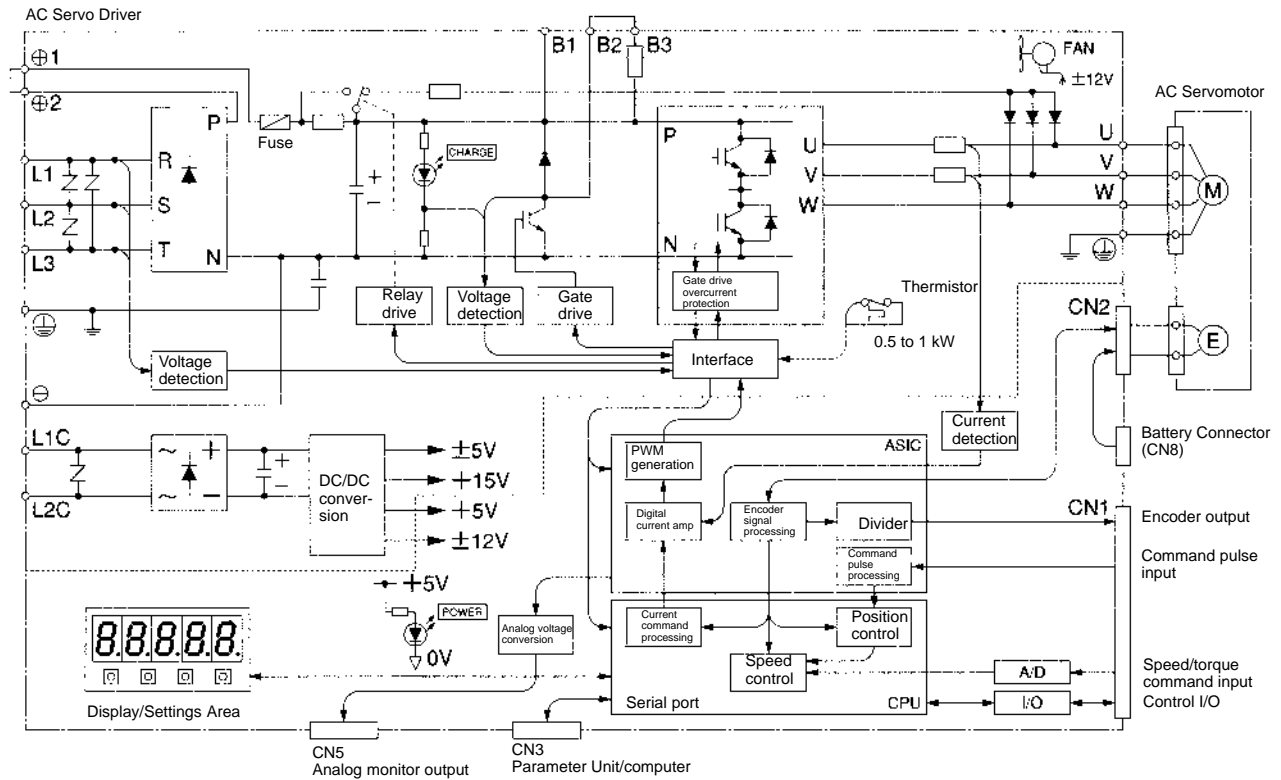 AC Servo Driver
⊕1
⊕2
B1 B2 B3
FAN
±12V
AC Servomotor
P
Fuse
L1
L2
L3
R
S
T
N
+
−
CHARGE
P
N
U
V
W
U
V
W
M
Relay
drive
Voltage
detection
Gate
drive
Gate drive
overcurrent
protection
Thermistor
0.5 to 1 kW
CN2
E
Voltage
detection
Interface
⊖
L1C
L2C
~
~
+
−
+
−
DC/DC
conver-
sion
±5V
+15V
+5V
±12V
ASIC
PWM
generation
Current
detection
Battery Connector
(CN8)
Digital
current amp
Encoder
signal
processing
Divider
CN1
Encoder output
Command
pulse
processing
Command pulse
input
+5V
POWER
0V
Analog voltage
conversion
Current
command
processing
Position
control
Speed
control
A/D
I/O
Speed/torque
command input
Control I/O
Serial port
CPU
8.8.8.8.8.
Display/Settings Area
CN5
Analog monitor output
CN3
Parameter Unit/computer